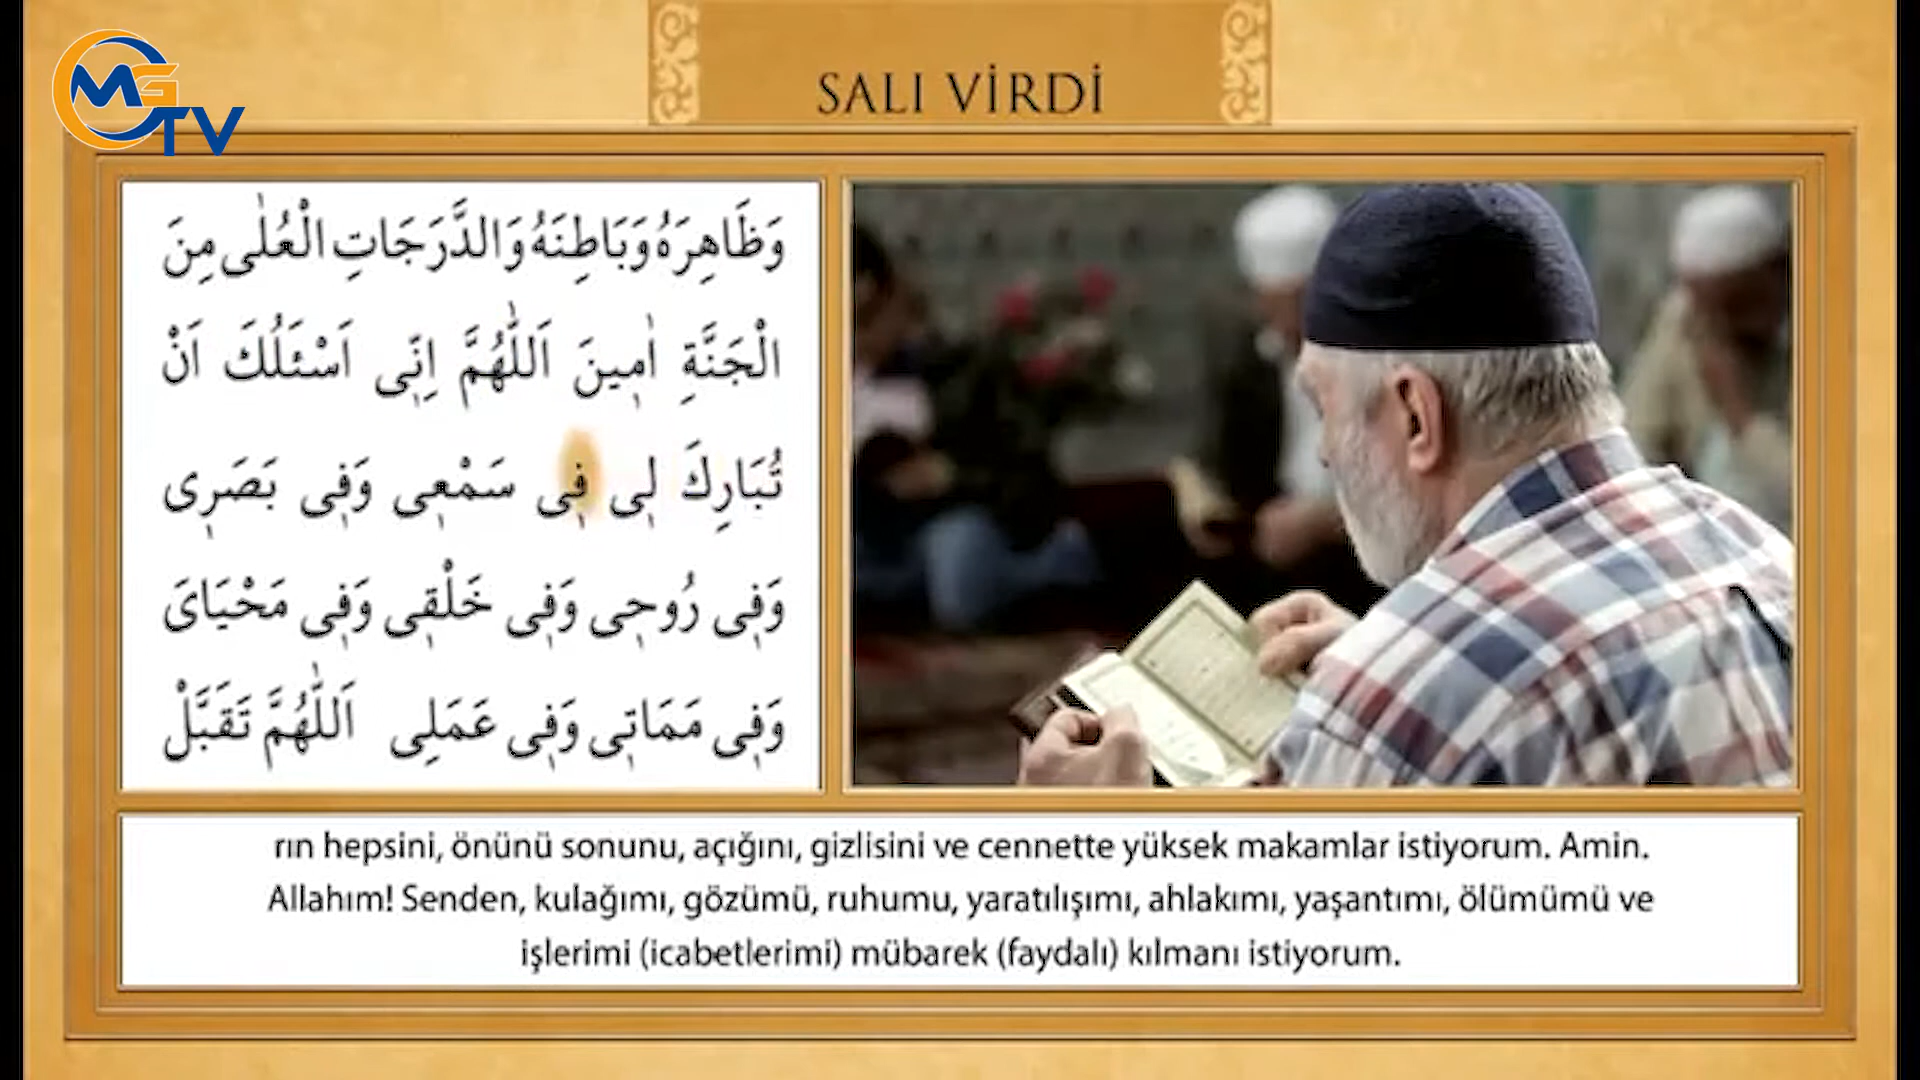 MG TV
SALI VİRDİ
وَظَاهِرَهُ وَبَاطِنَهُ وَالدَّرَجَاتِ الْعُلٰى مِنَ
الْجَنَّةِ اٰمِينَ اَللّٰهُمَّ اِنّ۪ى اَسْئَلُكَ اَنْ
تُبَارِكَ ل۪ى ف۪ى سَمْع۪ى وَف۪ى بَصَر۪ى
وَف۪ى رُوح۪ى وَف۪ى خَلْق۪ى وَف۪ى مَحْيَاىَ
وَف۪ى مَمَات۪ى وَف۪ى عَمَلِى اَللّٰهُمَّ تَقَبَّلْ
rın hepsini, önünü sonunu, açığını, gizlisini ve cennette yüksek makamlar istiyorum. Amin.
Allahım! Senden, kulağımı, gözümü, ruhumu, yaratılışımı, ahlakımı, yaşantımı, ölümümü ve
işlerimi (icabetlerimi) mübarek (faydalı) kılmanı istiyorum.